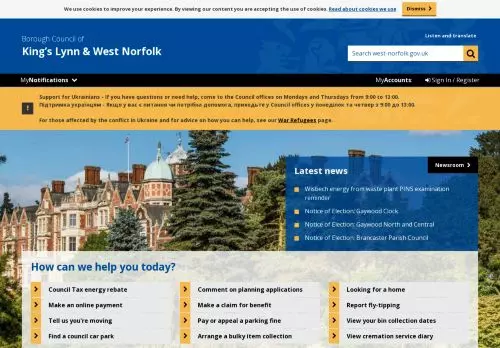 We use cookies to improve your experience. By viewing our content you are accepting the use of cookies. Read about cookies we use
Dismiss
Borough Council of
King's Lynn & West Norfolk
Listen and translate
Search west-norfolk.gov.uk
MyNotifications
MyAccounts:
Sign In / Register
Support for Ukrainians - If you have questions or need help, come to the Council offices on Mondays and Thursdays from 9:00 to 13:00.
Підтримка українцям - Якщо у вас є питання чи потрібна допомога, приходьте у Council offices у понеділок та четвер з 9:00 до 13:00.
For those affected by the conflict in Ukraine and for advice on how you can help, see our War Refugees page.
Newsroom
Latest news
Wisbech energy from waste plant PINS examination
reminder
Notice of Election: Gaywood Clock
Notice of Election: Gaywood North and Central
Notice of Election: Brancaster Parish Council
How can we help you today?
Council Tax energy rebate
Comment on planning applications
Looking for a home
Make an online payment
Make a claim for benefit
Report fly-tipping
Tell us you're moving
Pay or appeal a parking fine
View your bin collection dates
Find a council car park
Arrange a bulky item collection
View cremation service diary